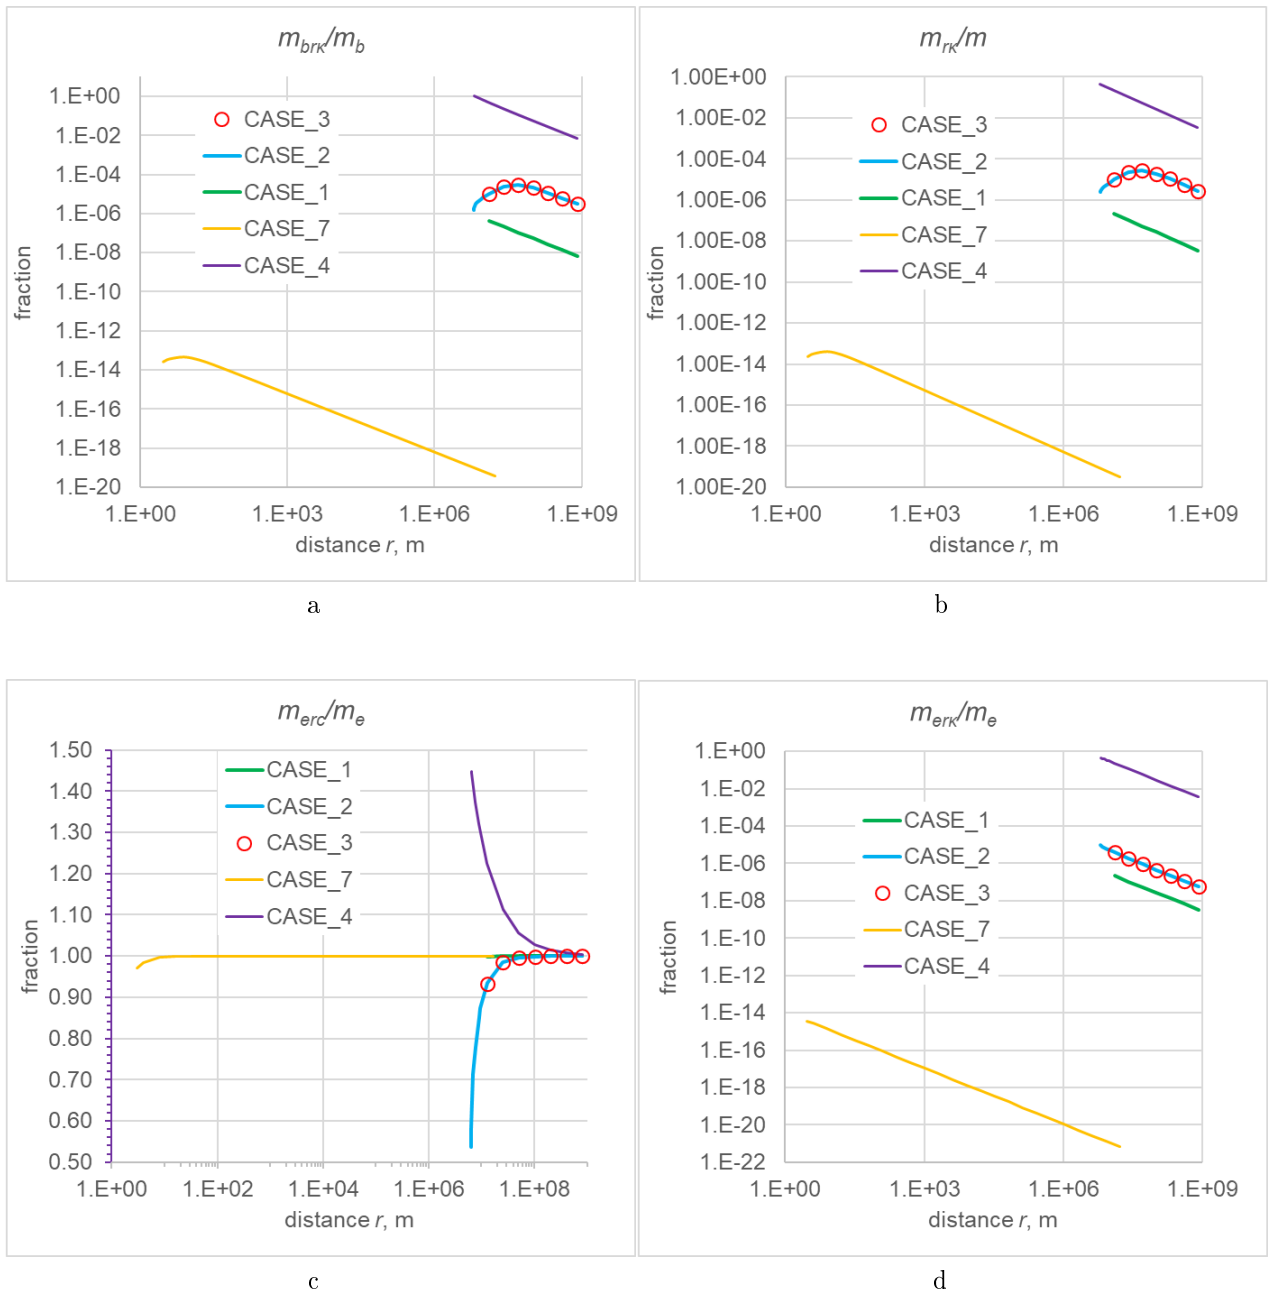 m_brκ/m_b
1.E+00
1.E-02
1.E-04
1.E-06
1.E-08
1.E-10
1.E-12
1.E-14
1.E-16
1.E-18
1.E-20
fraction
CASE_3
CASE_2
CASE_1
CASE_7
CASE_4
1.E+00 1.E+03 1.E+06 1.E+09
distance r, m
a
m_rκ/m
1.00E+00
1.00E-02
1.00E-04
1.00E-06
1.00E-08
1.00E-10
1.00E-12
1.00E-14
1.00E-16
1.00E-18
1.00E-20
fraction
CASE_3
CASE_2
CASE_1
CASE_7
CASE_4
1.E+00 1.E+03 1.E+06 1.E+09
distance r, m
b
m_erc/m_e
1.50
1.40
1.30
1.20
1.10
1.00
0.90
0.80
0.70
0.60
0.50
fraction
CASE_1
CASE_2
CASE_3
CASE_7
CASE_4
1.E+00 1.E+02 1.E+04 1.E+06 1.E+08
distance r, m
c
m_erκ/m_e
1.E+00
1.E-02
1.E-04
1.E-06
1.E-08
1.E-10
1.E-12
1.E-14
1.E-16
1.E-18
1.E-20
1.E-22
fraction
CASE_1
CASE_2
CASE_3
CASE_7
CASE_4
1.E+00 1.E+03 1.E+06 1.E+09
distance r, m
d